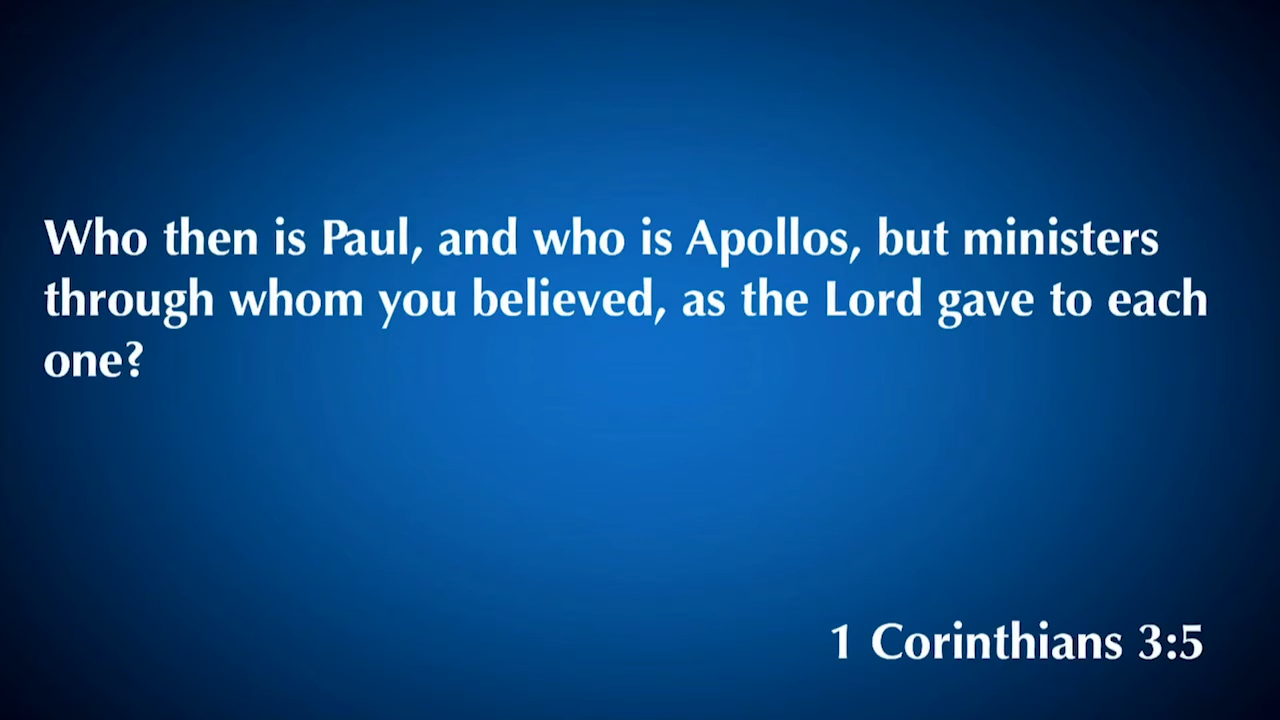 Who then is Paul, and who is Apollos, but ministers
through whom you believed, as the Lord gave to each
one?
1 Corinthians 3:5